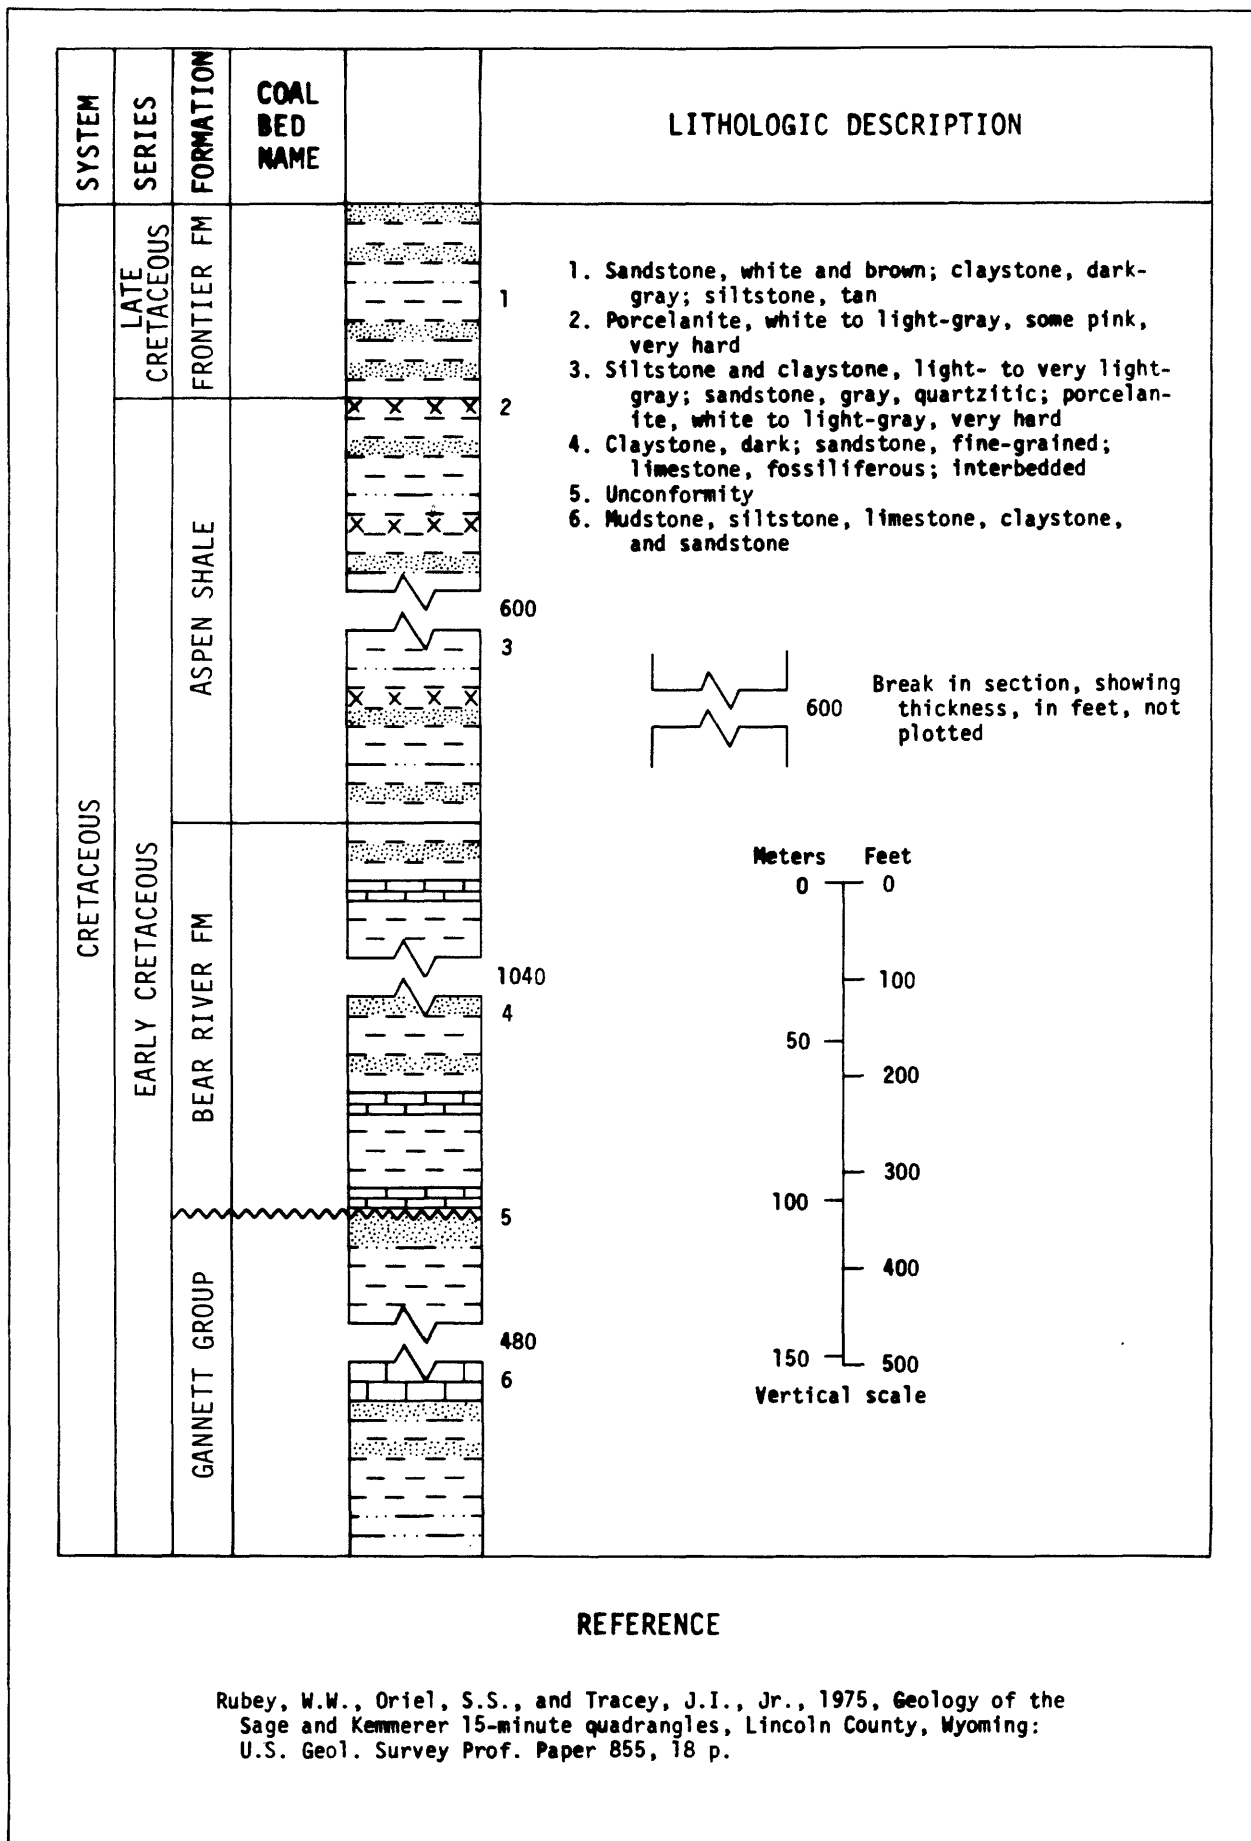 SYSTEM
SERIES
FORMATION
COAL
BED
NAME
LITHOLOGIC DESCRIPTION
CRETACEOUS
LATE
CRETACEOUS
EARLY CRETACEOUS
FRONTIER FM
ASPEN SHALE
BEAR RIVER FM
GANNETT GROUP
1
2
600
3
1040
4
5
480
6
1. Sandstone, white and brown; claystone, dark-
gray; siltstone, tan
2. Porcelanite, white to light-gray, some pink,
very hard
3. Siltstone and claystone, light- to very light-
gray; sandstone, gray, quartzitic; porcelan-
ite, white to light-gray, very hard
4. Claystone, dark; sandstone, fine-grained;
limestone, fossiliferous; interbedded
5. Unconformity
6. Mudstone, siltstone, limestone, claystone,
and sandstone
600
Break in section, showing
thickness, in feet, not
plotted
Meters Feet
0 0
100
50
200
300
100
400
150 500
Vertical scale
REFERENCE
Rubey, W.W., Oriel, S.S., and Tracey, J.I., Jr., 1975, Geology of the
Sage and Kemmerer 15-minute quadrangles, Lincoln County, Wyoming:
U.S. Geol. Survey Prof. Paper 855, 18 p.